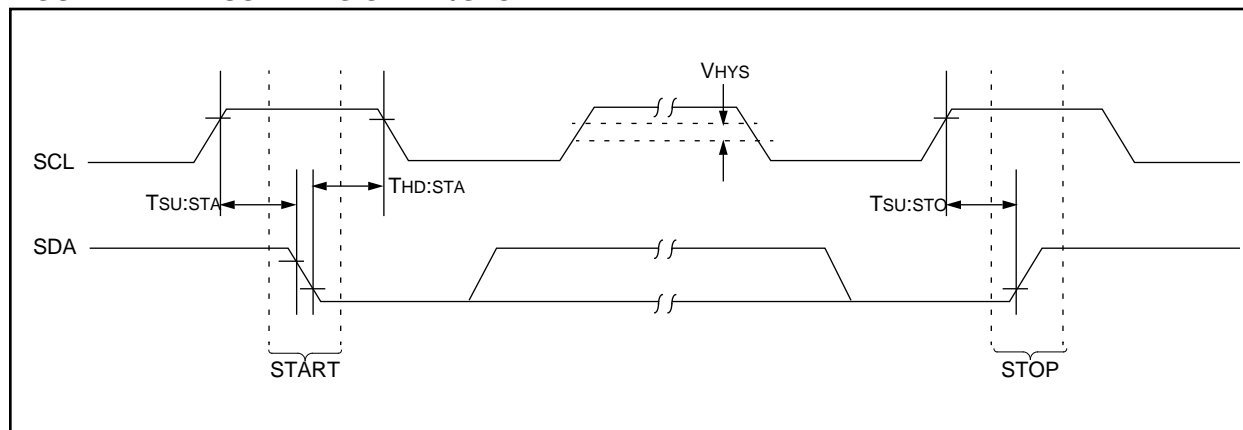 VHYS
SCL
THD:STA
TSU:STA
TSU:STO
SDA
START
STOP